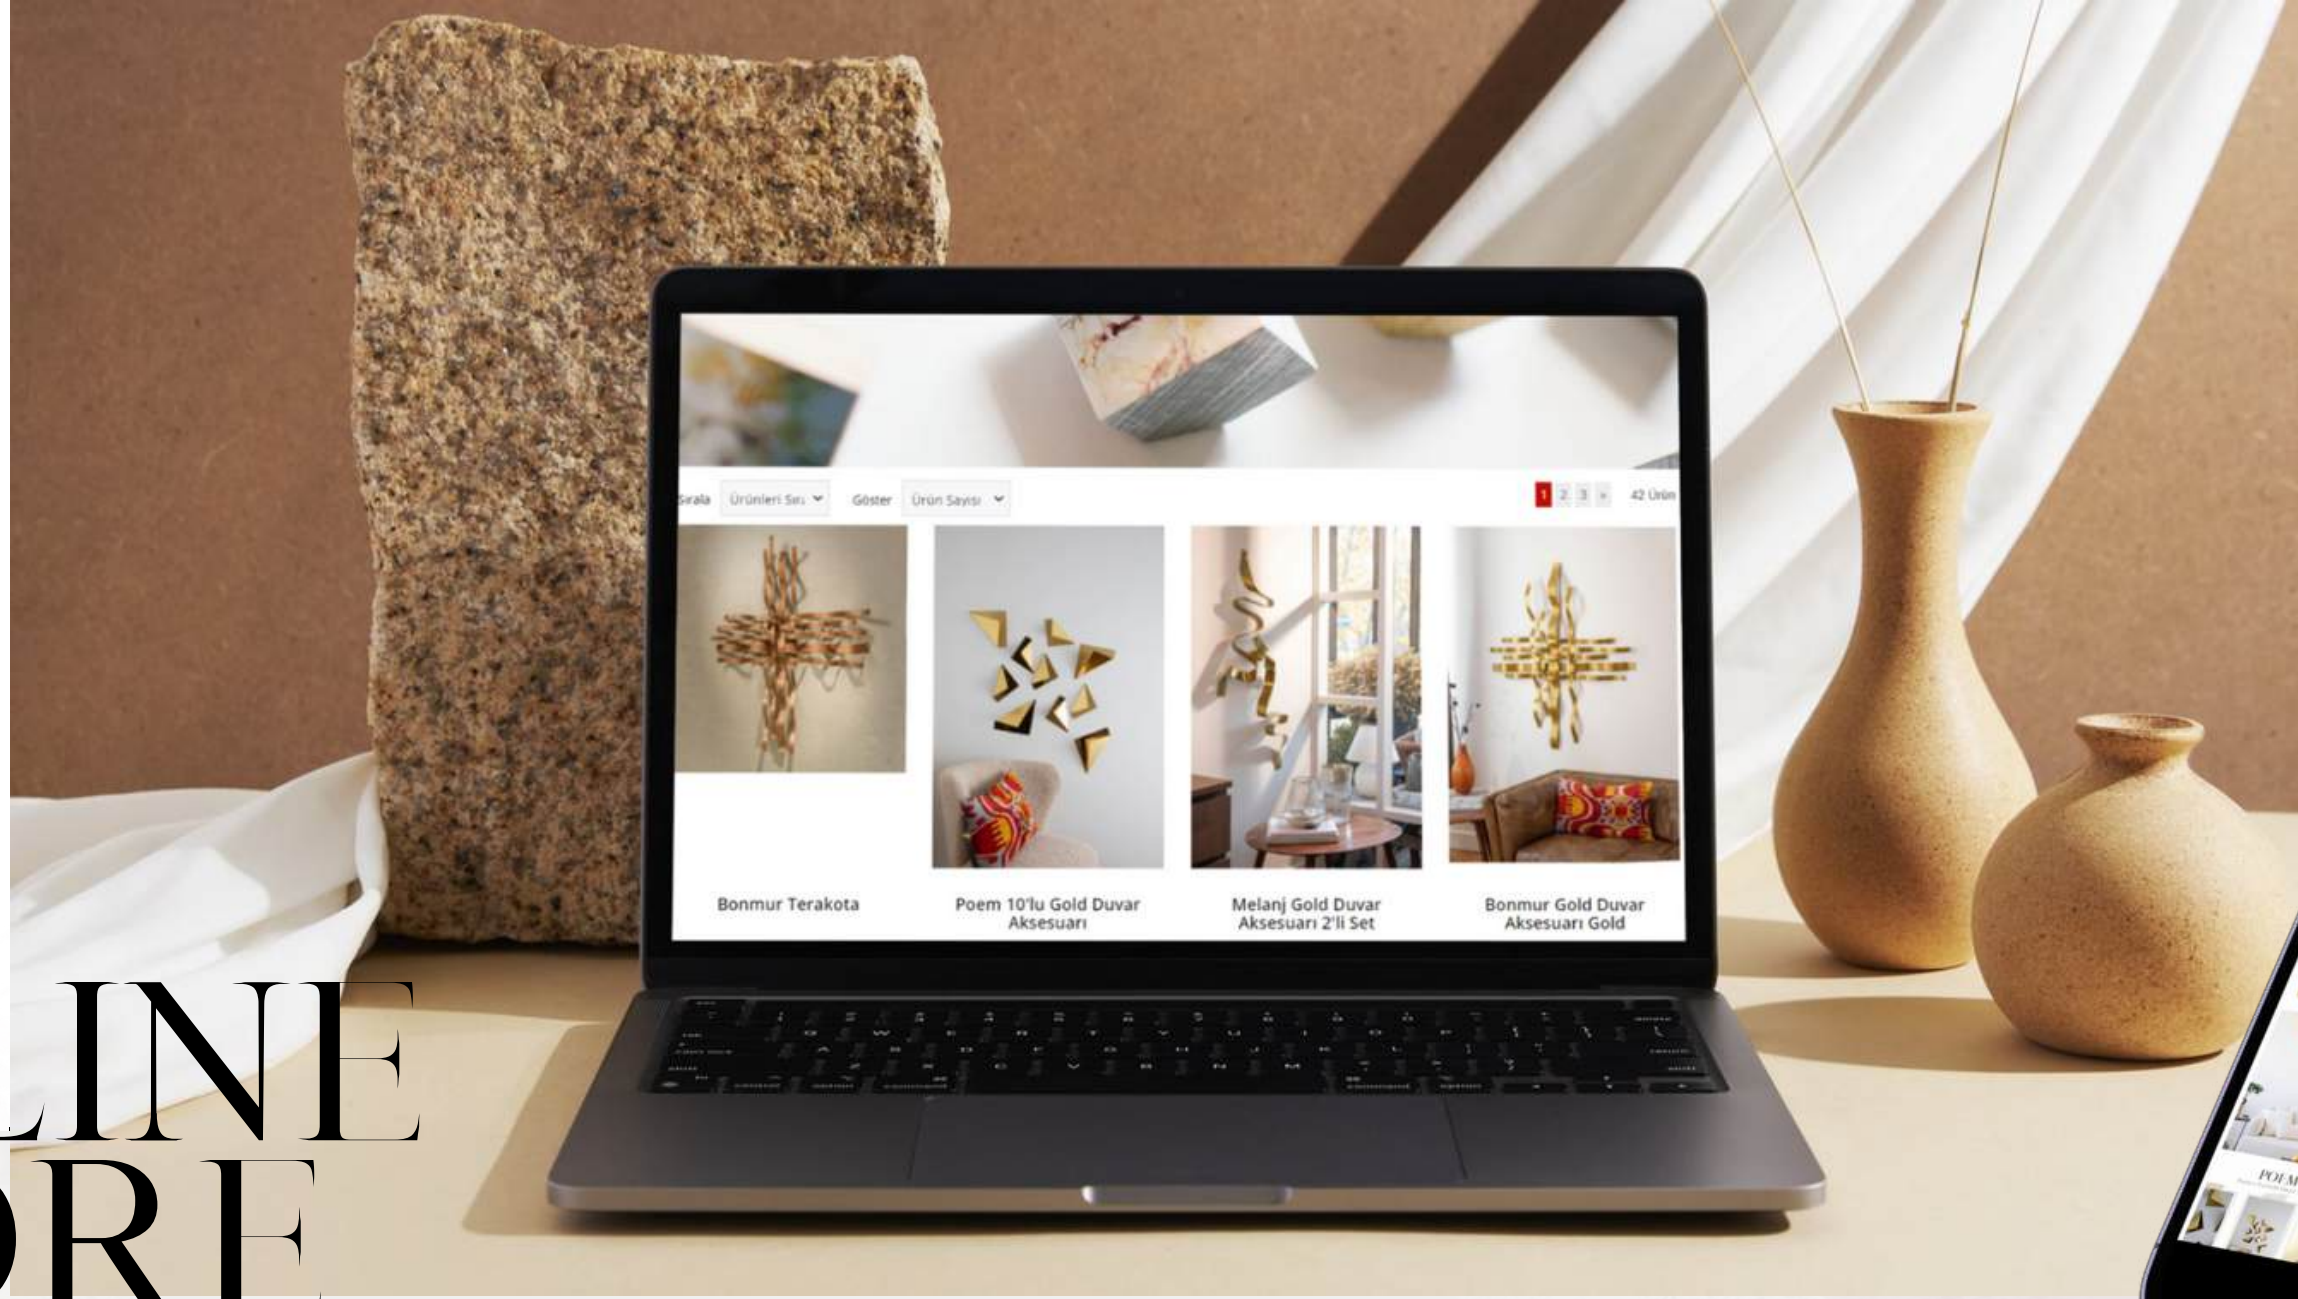 Sırala Ürünleri Sıra Göster Ürün Sayısı 1 2 3 » 42 Ürün
Bonmur Terakota
Poem 10'lu Gold Duvar
Aksesuarı
Melanj Gold Duvar
Aksesuarı 2'li Set
Bonmur Gold Duvar
Aksesuarı Gold
LINE
ORE
POEM